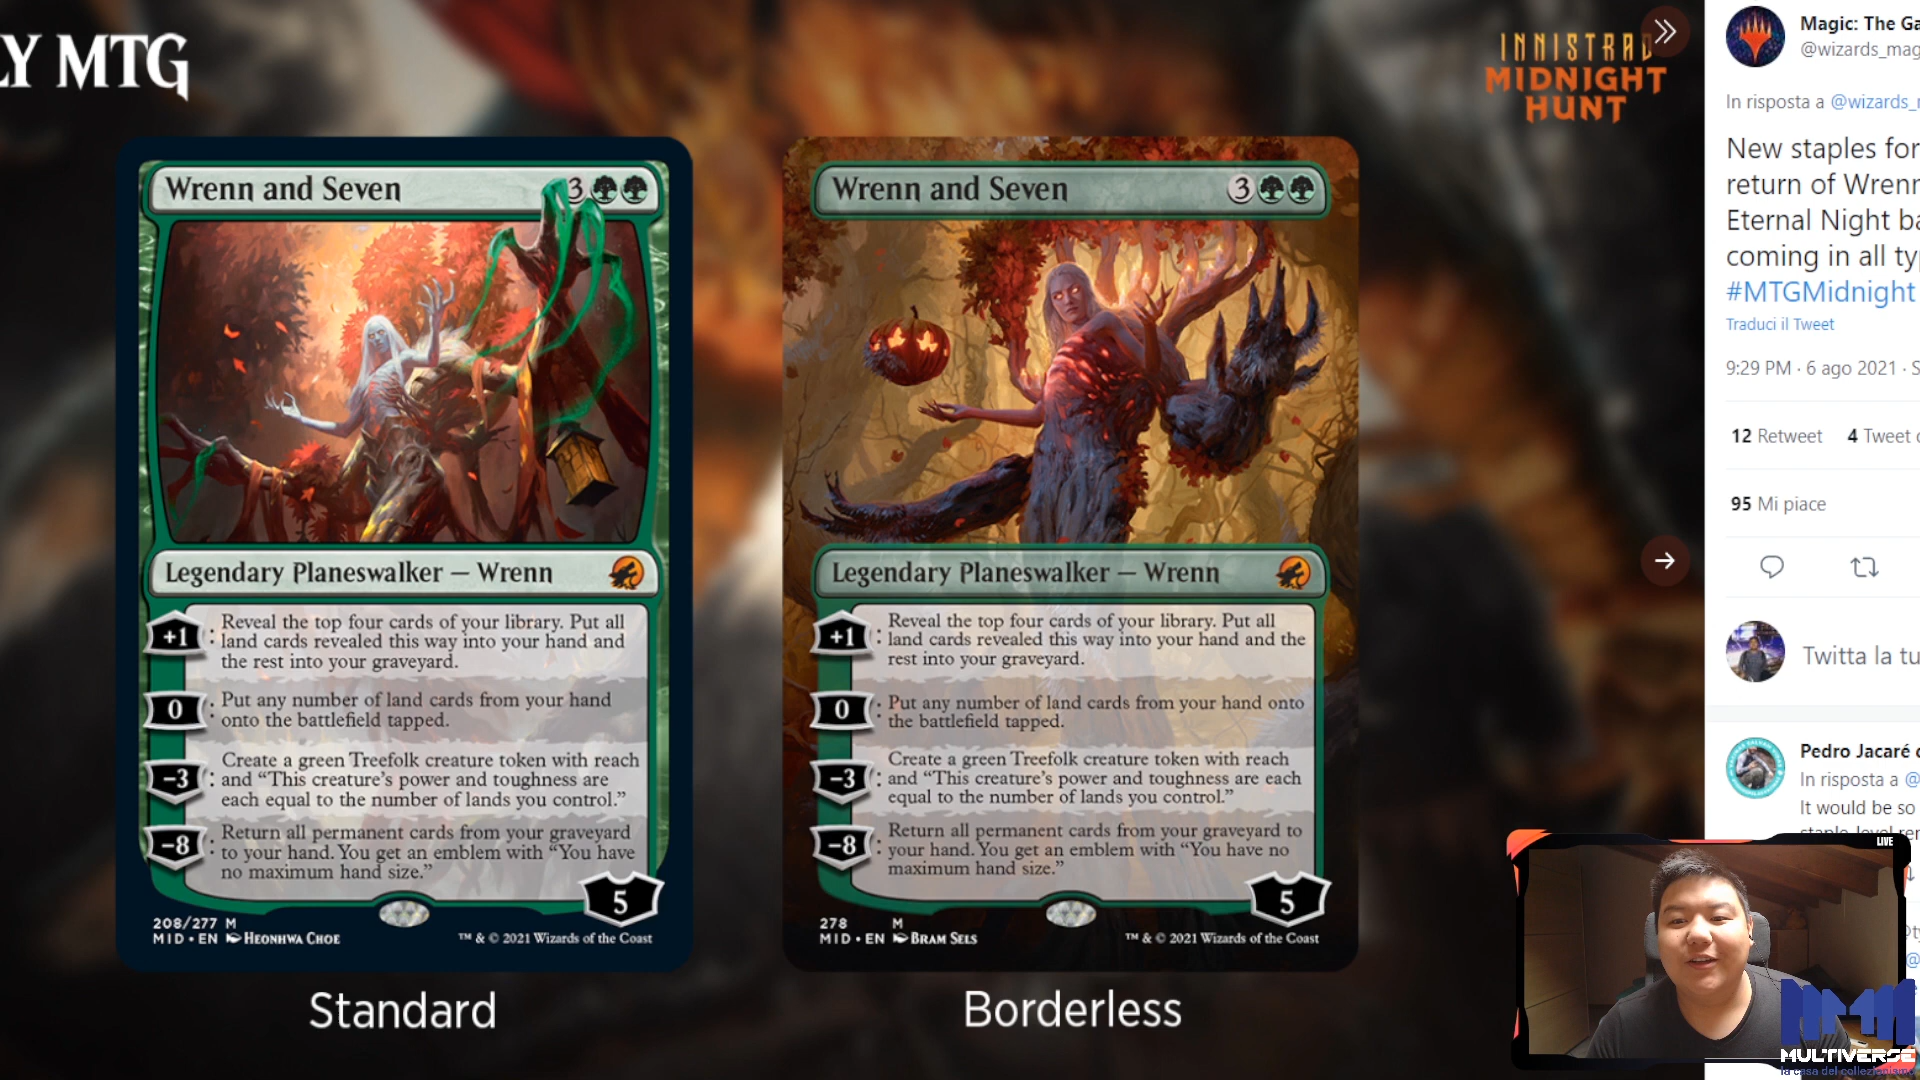 LY MTG
INNISTRAD
MIDNIGHT
HUNT
Wrenn and Seven
3
Legendary Planeswalker — Wrenn
+1: Reveal the top four cards of your library. Put all
land cards revealed this way into your hand and
the rest into your graveyard.
0: Put any number of land cards from your hand
onto the battlefield tapped.
−3: Create a green Treefolk creature token with reach
and “This creature’s power and toughness are
each equal to the number of lands you control.”
−8: Return all permanent cards from your graveyard
to your hand. You get an emblem with “You have
no maximum hand size.”
5
208/277 M
MID • EN HEONHWA CHOE
™ & © 2021 Wizards of the Coast
Standard
Wrenn and Seven
3
Legendary Planeswalker — Wrenn
+1: Reveal the top four cards of your library. Put all
land cards revealed this way into your hand and the
rest into your graveyard.
0: Put any number of land cards from your hand onto
the battlefield tapped.
−3: Create a green Treefolk creature token with reach
and “This creature’s power and toughness are each
equal to the number of lands you control.”
−8: Return all permanent cards from your graveyard to
your hand. You get an emblem with “You have no
maximum hand size.”
5
278 M
MID • EN BRAM SELS
™ & © 2021 Wizards of the Coast
Borderless
Magic: The Ga
@wizards_mag
In risposta a @wizards_
New staples for
return of Wrenn
Eternal Night ba
coming in all ty
#MTGMidnight
Traduci il Tweet
9:29 PM · 6 ago 2021 · S
12 Retweet 4 Tweet
95 Mi piace
Twitta la tu
Pedro Jacaré
In risposta a @
It would be so
LIVE
MULTIVERSE
la casa del collezionismo